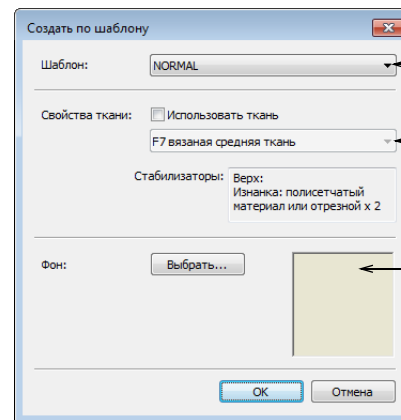 Создать по шаблону
Шаблон: NORMAL
Свойства ткани: Использовать ткань
F7 вязаная средняя ткань
Стабилизаторы: Верх:
Изнанка: полисетчатый
материал или отрезной x 2
Фон: Выбрать...
OK Отмена